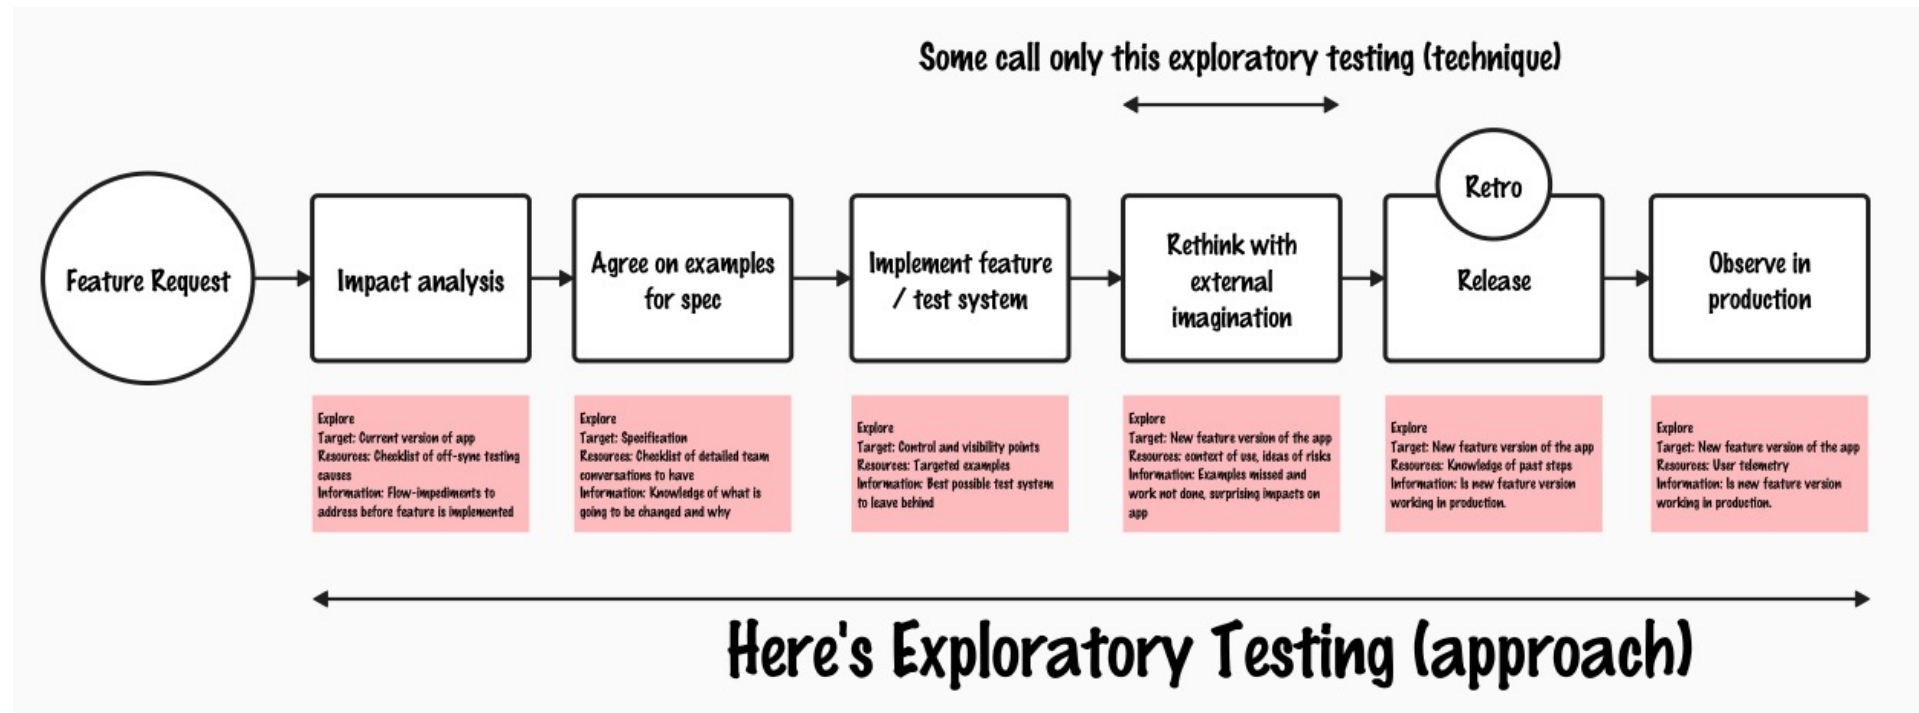 Some call only this exploratory testing (technique)
Retro
Feature Request
Impact analysis
Agree on examples
for spec
Implement feature
/ test system
Rethink with
external
imagination
Release
Observe in
production
Explore
Target: Current version of app
Resources: Checklist of off-sync testing
causes
Information: Flow-impediments to
address before feature is implemented
Explore
Target: Specification
Resources: Checklist of detailed team
conversations to have
Information: Knowledge of what is
going to be changed and why
Explore
Target: Control and visibility points
Resources: Targeted examples
Information: Best possible test system
to leave behind
Explore
Target: New feature version of the app
Resources: context of use, ideas of risks
Information: Examples missed and
work not done, surprising impacts on
app
Explore
Target: New feature version of the app
Resources: Knowledge of past steps
Information: Is new feature version
working in production.
Explore
Target: New feature version of the app
Resources: User telemetry
Information: Is new feature version
working in production.
Here's Exploratory Testing (approach)